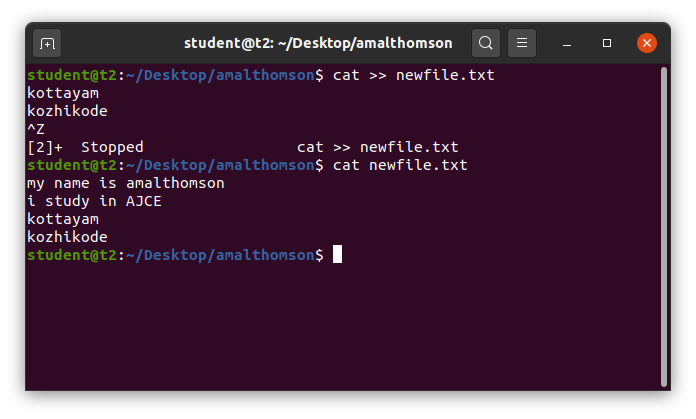 student@t2: ~/Desktop/amalthomson
student@t2:~/Desktop/amalthomson$ cat >> newfile.txt
kottayam
kozhikode
^Z
[2]+  Stopped                 cat >> newfile.txt
student@t2:~/Desktop/amalthomson$ cat newfile.txt
my name is amalthomson
i study in AJCE
kottayam
kozhikode
student@t2:~/Desktop/amalthomson$